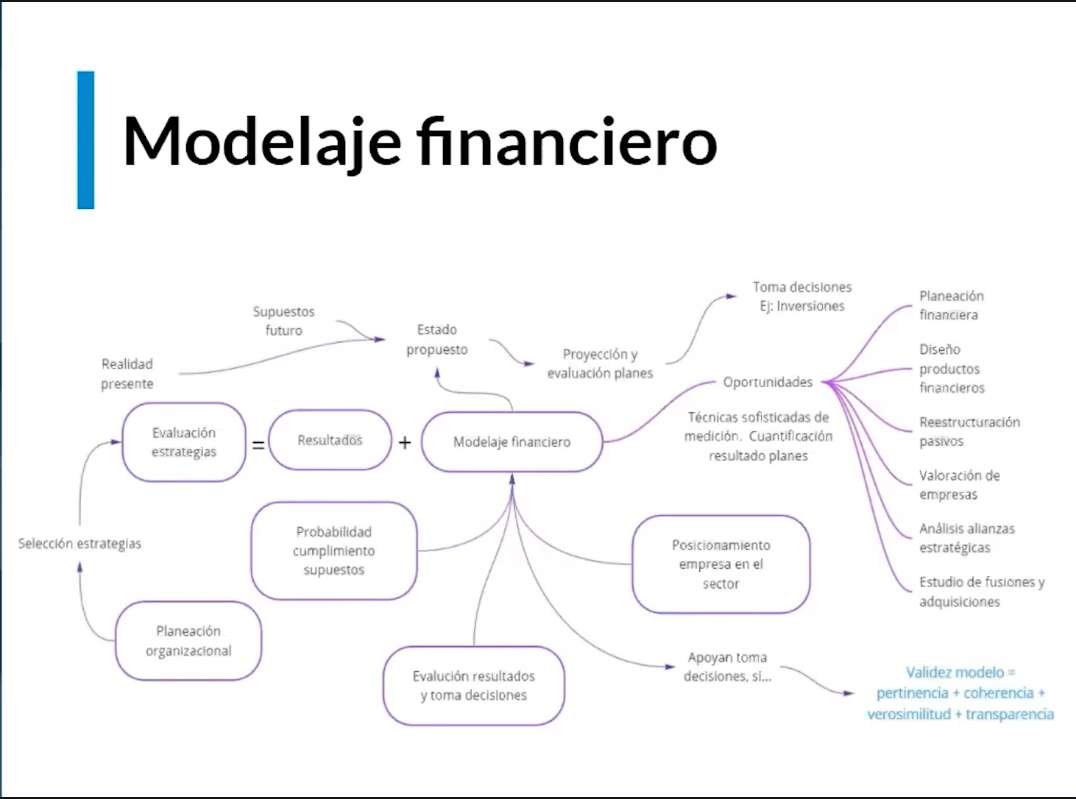 Modelaje financiero
Supuestos
futuro
Realidad
presente
Estado
propuesto
Proyección y
evaluación planes
Toma decisiones
Ej: Inversiones
Oportunidades
Técnicas sofisticadas de
medición. Cuantificación
resultado planes
Planeación
financiera
Diseño
productos
financieros
Reestructuración
pasivos
Valoración de
empresas
Análisis alianzas
estratégicas
Estudio de fusiones y
adquisiciones
Evaluación
estrategias
=
Resultados
+
Modelaje financiero
Selección estrategias
Planeación
organizacional
Probabilidad
cumplimiento
supuestos
Evalución resultados
y toma decisiones
Posicionamiento
empresa en el
sector
Apoyan toma
decisiones, si...
Validez modelo =
pertinencia + coherencia +
verosimilitud + transparencia